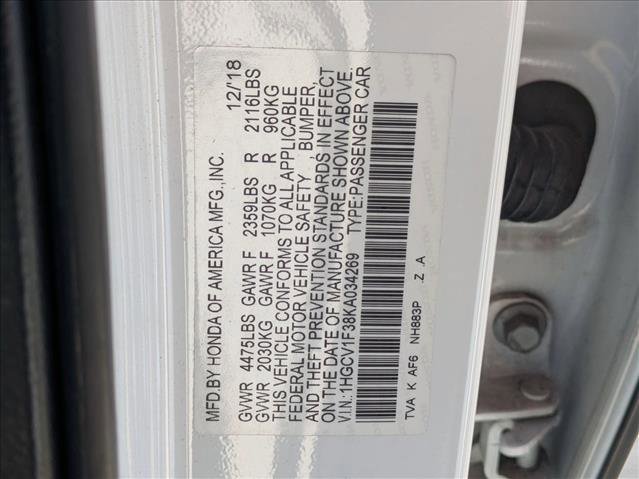 MFD.BY HONDA OF AMERICA MFG.,INC. 12/18
GVWR 4475LBS GAWR F 2359LBS R 2116LBS
GVWR 2030KG GAWR F 1070KG R 960KG
THIS VEHICLE CONFORMS TO ALL APPLICABLE
FEDERAL MOTOR VEHICLE SAFETY , BUMPER,
AND THEFT PREVENTION STANDARDS IN EFFECT
ON THE DATE OF MANUFACTURE SHOWN ABOVE.
V.I.N.:1HGCV1F38KA034269 TYPE:PASSENGER CAR
TVA K AF6 NH883P .Z .A